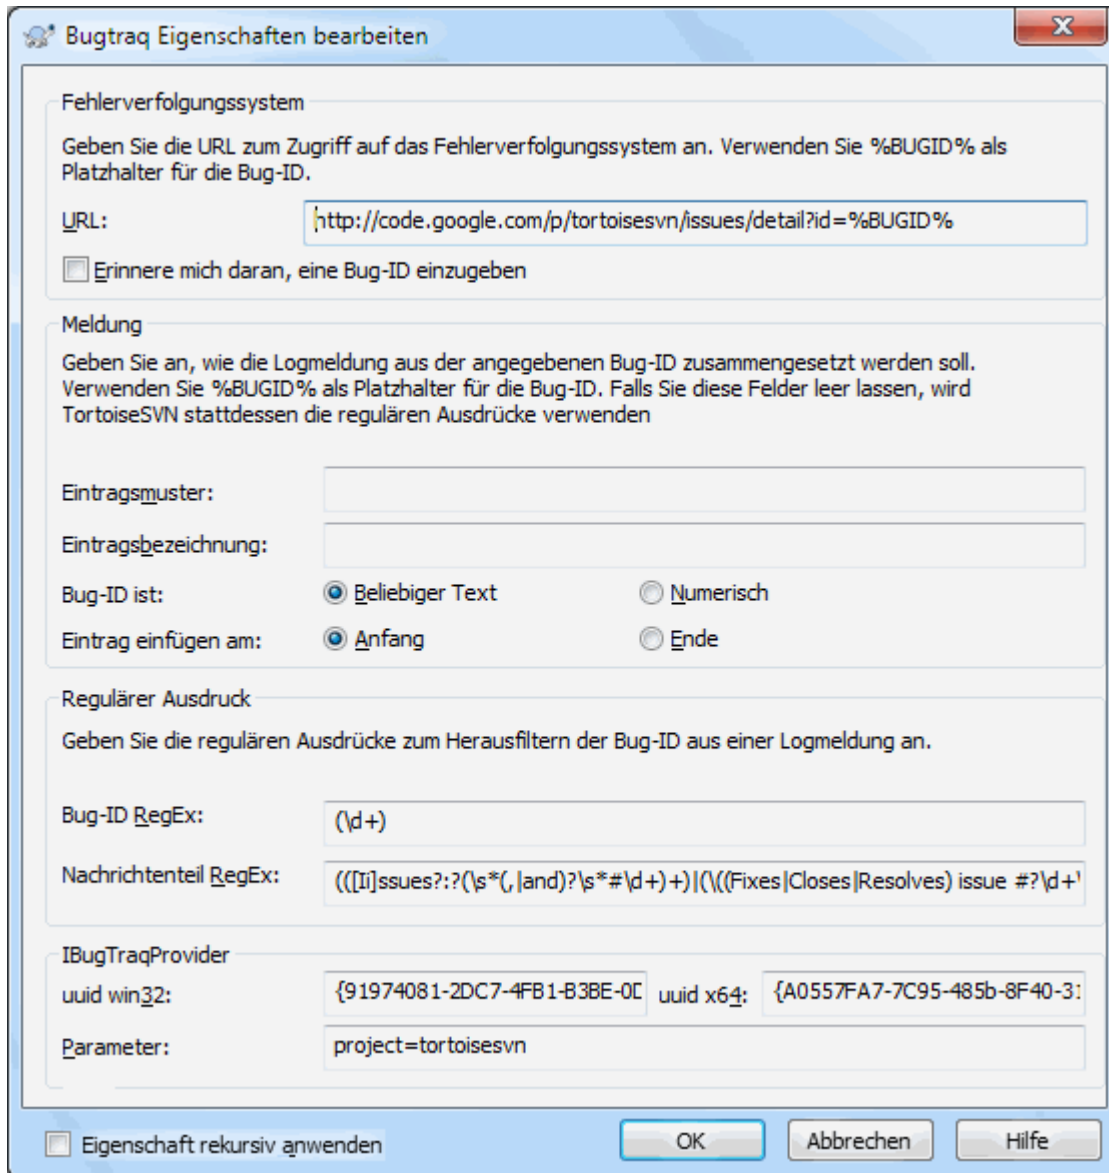 Bugtraq Eigenschaften bearbeiten
Fehlerverfolgungssystem
Geben Sie die URL zum Zugriff auf das Fehlerverfolgungssystem an. Verwenden Sie %BUGID% als
Platzhalter für die Bug-ID.
URL: http://code.google.com/p/tortoisesvn/issues/detail?id=%BUGID%
Erinnere mich daran, eine Bug-ID einzugeben
Meldung
Geben Sie an, wie die Logmeldung aus der angegebenen Bug-ID zusammengesetzt werden soll.
Verwenden Sie %BUGID% als Platzhalter für die Bug-ID. Falls Sie diese Felder leer lassen, wird
TortoiseSVN stattdessen die regulären Ausdrücke verwenden
Eintragsmuster:
Eintragsbezeichnung:
Bug-ID ist: Beliebiger Text Numerisch
Eintrag einfügen am: Anfang Ende
Regulärer Ausdruck
Geben Sie die regulären Ausdrücke zum Herausfiltern der Bug-ID aus einer Logmeldung an.
Bug-ID RegEx: (\d+)
Nachrichtenteil RegEx: (([Ii]ssues?:?(\s*(,|and)?\s*#\d+)+)|(\((Fixes|Closes|Resolves) issue #?\d+\
IBugTraqProvider
uuid win32: {91974081-2DC7-4FB1-B3BE-0D uuid x64: {A0557FA7-7C95-485b-8F40-31
Parameter: project=tortoisesvn
Eigenschaft rekursiv anwenden OK Abbrechen Hilfe